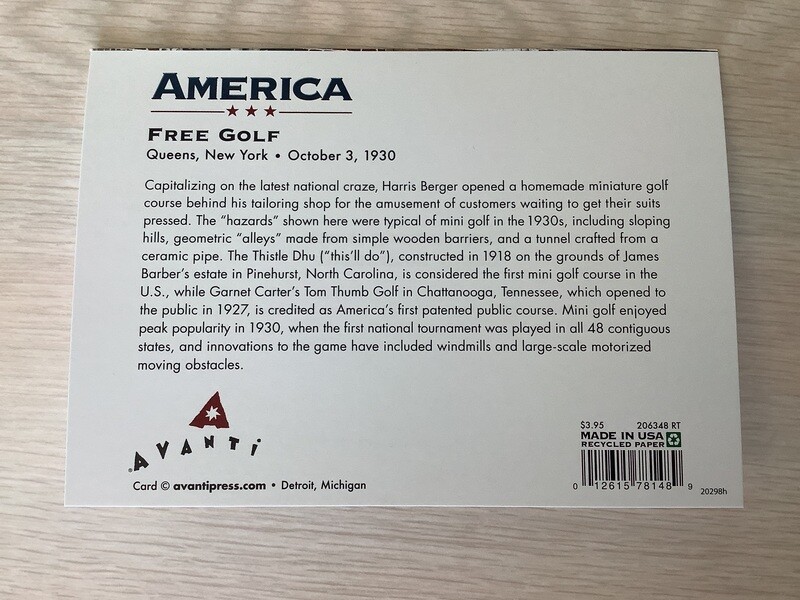 AMERICA
FREE GOLF
Queens, New York • October 3, 1930
Capitalizing on the latest national craze, Harris Berger opened a homemade miniature golf
course behind his tailoring shop for the amusement of customers waiting to get their suits
pressed. The “hazards” shown here were typical of mini golf in the 1930s, including sloping
hills, geometric “alleys” made from simple wooden barriers, and a tunnel crafted from a
ceramic pipe. The Thistle Dhu (“this’ll do”), constructed in 1918 on the grounds of James
Barber’s estate in Pinehurst, North Carolina, is considered the first mini golf course in the
U.S., while Garnet Carter’s Tom Thumb Golf in Chattanooga, Tennessee, which opened to
the public in 1927, is credited as America’s first patented public course. Mini golf enjoyed
peak popularity in 1930, when the first national tournament was played in all 48 contiguous
states, and innovations to the game have included windmills and large-scale motorized
moving obstacles.
AVANTI®
Card © avantipress.com • Detroit, Michigan
$3.95 206348 RT
MADE IN USA
RECYCLED PAPER
0 12615 78148 9
20298h